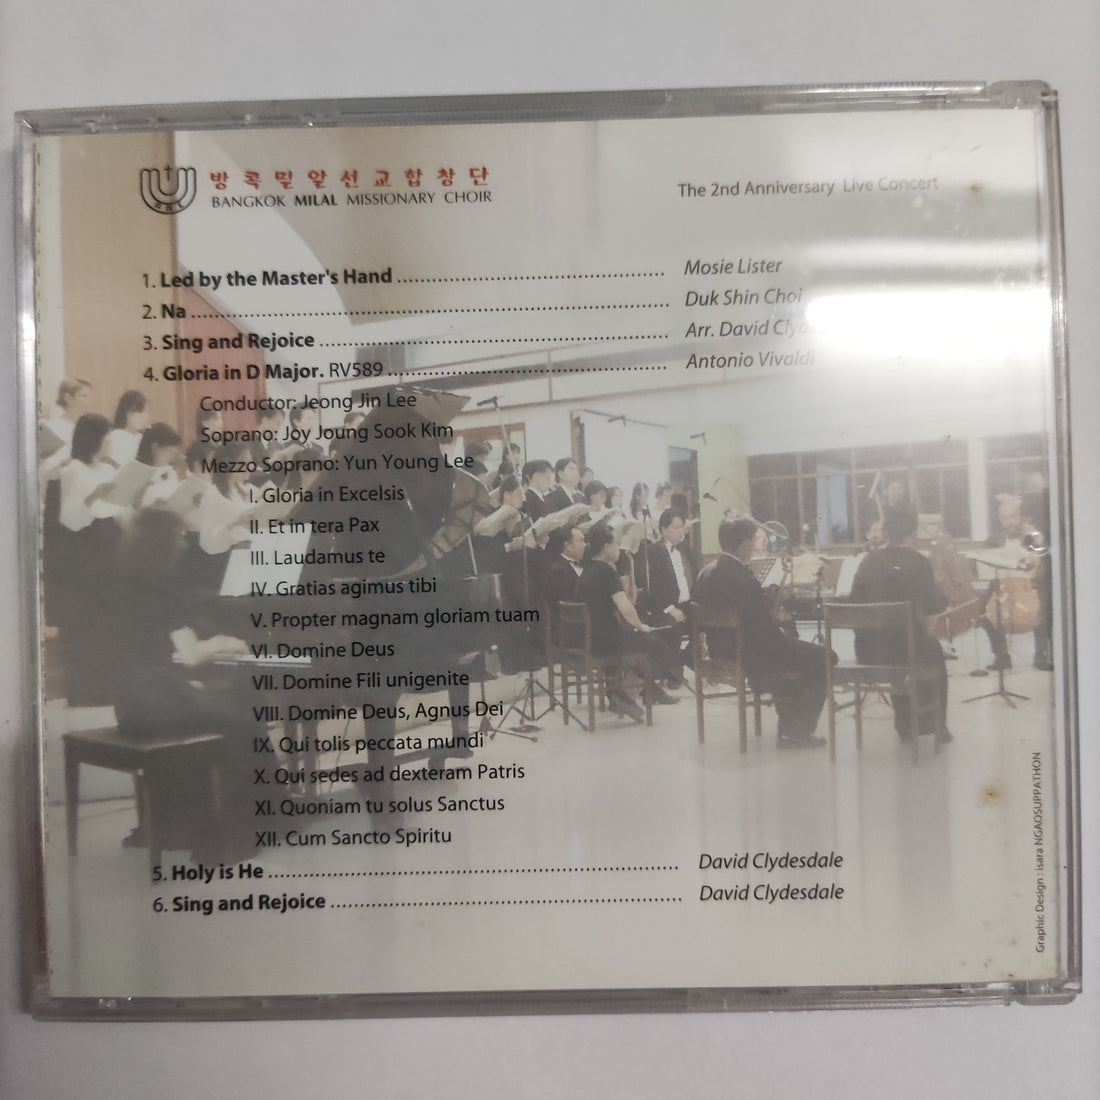 방콕밀알선교합창단
BANGKOK MILAL MISSIONARY CHOIR
The 2nd Anniversary Live Concert
1. Led by the Master's Hand ........ Mosie Lister
2. Na ........ Duk Shin Choi
3. Sing and Rejoice ........ Arr. David
4. Gloria in D Major. RV589 ........ Antonio Vivaldi
Conductor: Jeong Jin Lee
Soprano: Joy Joung Sook Kim
Mezzo Soprano: Yun Young Lee
I. Gloria in Excelsis
II. Et in tera Pax
III. Laudamus te
IV. Gratias agimus tibi
V. Propter magnam gloriam tuam
VI. Domine Deus
VII. Domine Fili unigenite
VIII. Domine Deus, Agnus Dei
IX. Qui tolis peccata mundi
X. Qui sedes ad dexteram Patris
XI. Quoniam tu solus Sanctus
XII. Cum Sancto Spiritu
5. Holy is He ........ David Clydesdale
6. Sing and Rejoice ........ David Clydesdale
Graphic Design : isara NGAOSUPPATHON